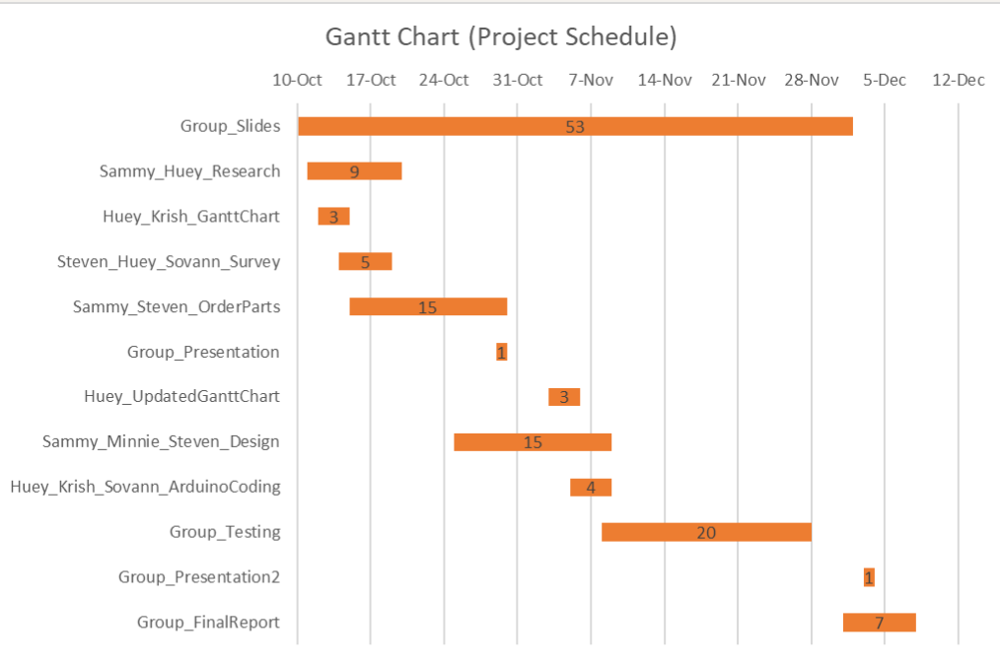 Gantt Chart (Project Schedule)
10-Oct 17-Oct 24-Oct 31-Oct 7-Nov 14-Nov 21-Nov 28-Nov 5-Dec 12-Dec
Group_Slides 53
Sammy_Huey_Research 9
Huey_Krish_GanttChart 3
Steven_Huey_Sovann_Survey 5
Sammy_Steven_OrderParts 15
Group_Presentation 1
Huey_UpdatedGanttChart 3
Sammy_Minnie_Steven_Design 15
Huey_Krish_Sovann_ArduinoCoding 4
Group_Testing 20
Group_Presentation2 1
Group_FinalReport 7